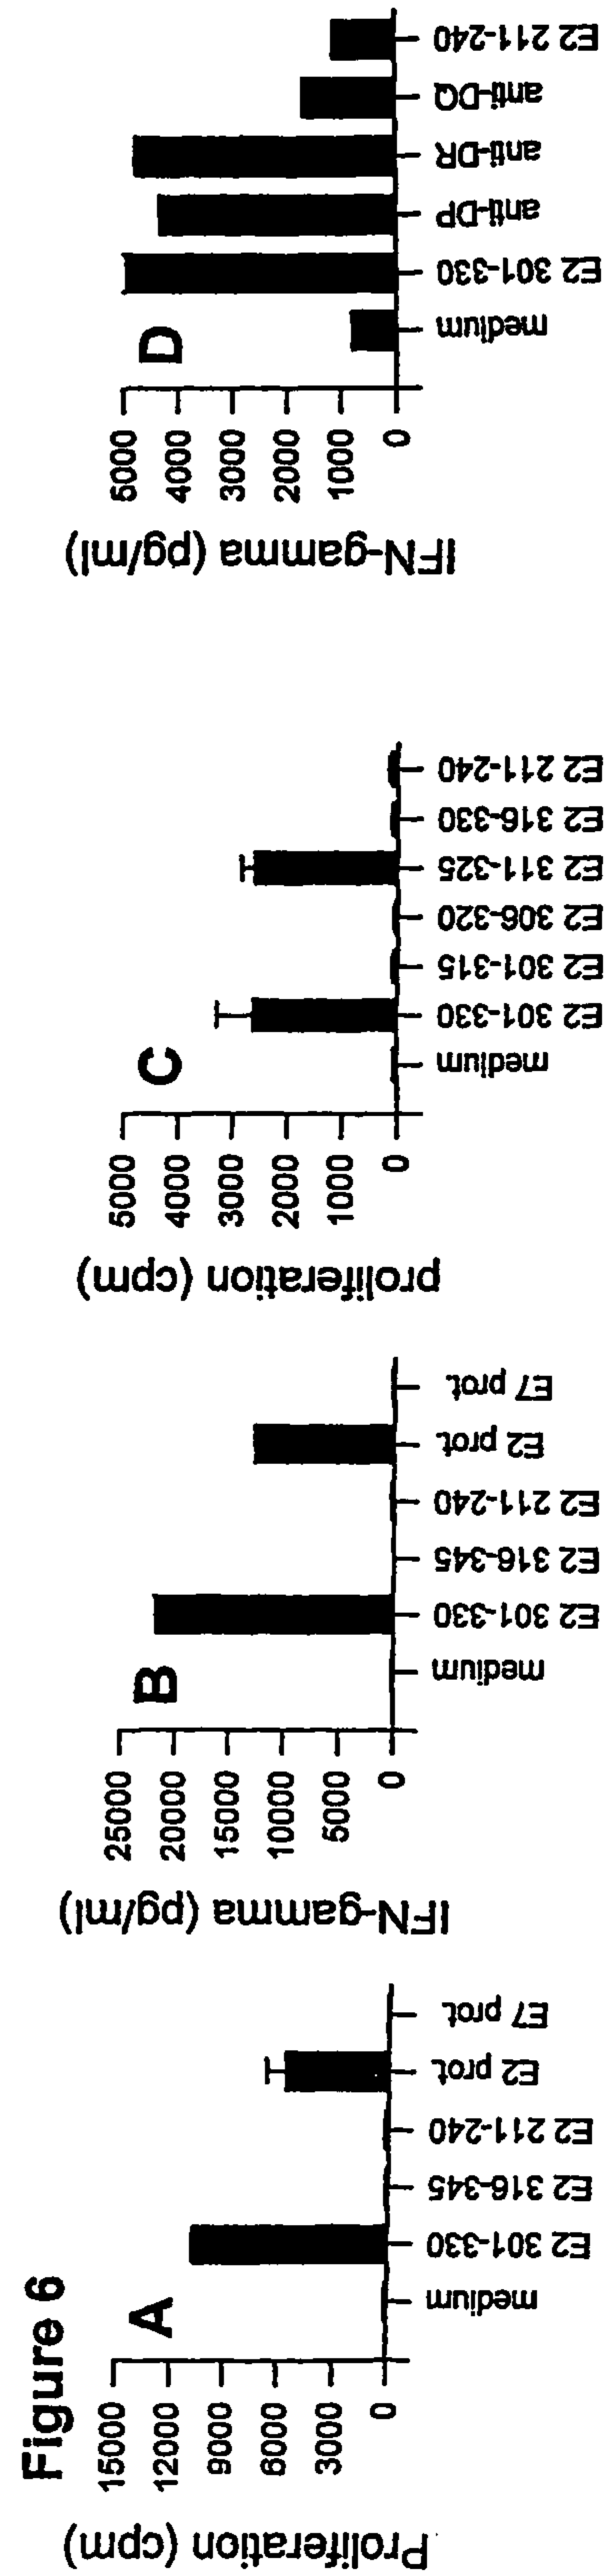 Figure 6
A
Proliferation (cpm)
15000
12000
9000
6000
3000
0
medium
E2 301-330
E2 316-345
E2 211-240
E2 prot.
E7 prot.
B
IFN-gamma (pg/ml)
25000
20000
15000
10000
5000
0
medium
E2 301-330
E2 316-345
E2 211-240
E2 prot.
E7 prot.
C
proliferation (cpm)
5000
4000
3000
2000
1000
0
medium
E2 301-330
E2 301-315
E2 306-320
E2 311-325
E2 316-330
E2 211-240
D
IFN-gamma (pg/ml)
5000
4000
3000
2000
1000
0
medium
E2 301-330
anti-DP
anti-DR
anti-DQ
E2 211-240